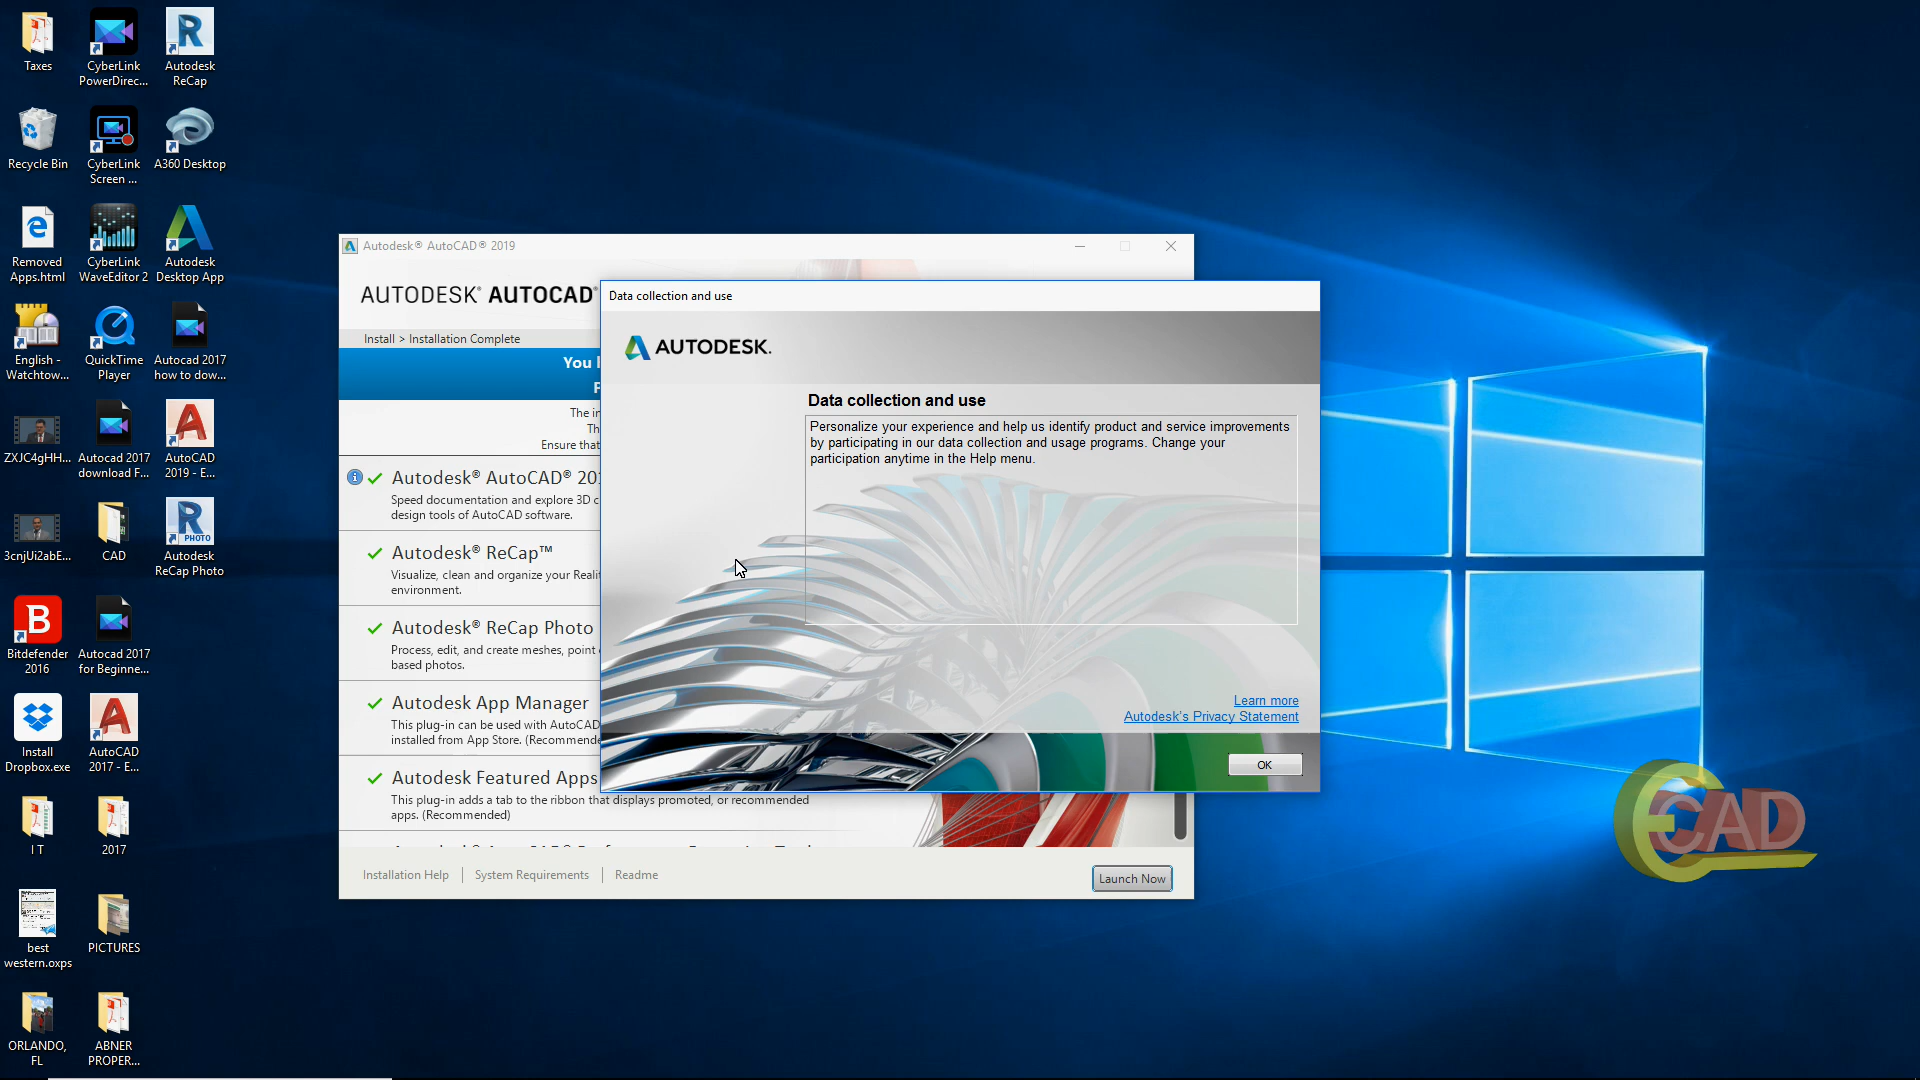 Taxes
CyberLink
PowerDirec...
Autodesk
ReCap
Recycle Bin
CyberLink
Screen ...
A360 Desktop
Removed
Apps.html
CyberLink
WaveEditor 2
Autodesk
Desktop App
English -
Watchtow...
QuickTime
Player
Autocad 2017
how to dow...
ZXJC4gHH...
Autocad 2017
download F...
AutoCAD
2019 - E...
3cnjUi2abE...
CAD
PHOTO
Autodesk
ReCap Photo
Bitdefender
2016
Autocad 2017
for Beginne...
Install
Dropbox.exe
AutoCAD
2017 - E...
I T
2017
best
western.oxps
PICTURES
ORLANDO,
FL
ABNER
PROPER...
Autodesk® AutoCAD® 2019
AUTODESK® AUTOCAD®
Install > Installation Complete
You
The in
Th
Ensure that
Autodesk® AutoCAD® 201
Speed documentation and explore 3D c
design tools of AutoCAD software.
Autodesk® ReCap™
Visualize, clean and organize your Realit
environment.
Autodesk® ReCap Photo
Process, edit, and create meshes, point
based photos.
Autodesk App Manager
This plug-in can be used with AutoCAD
installed from App Store. (Recommende
Autodesk Featured Apps
This plug-in adds a tab to the ribbon that displays promoted, or recommended
apps. (Recommended)
Installation Help
System Requirements
Readme
Launch Now
Data collection and use
AUTODESK.
Data collection and use
Personalize your experience and help us identify product and service improvements
by participating in our data collection and usage programs. Change your
participation anytime in the Help menu.
Learn more
Autodesk's Privacy Statement
OK
CAD